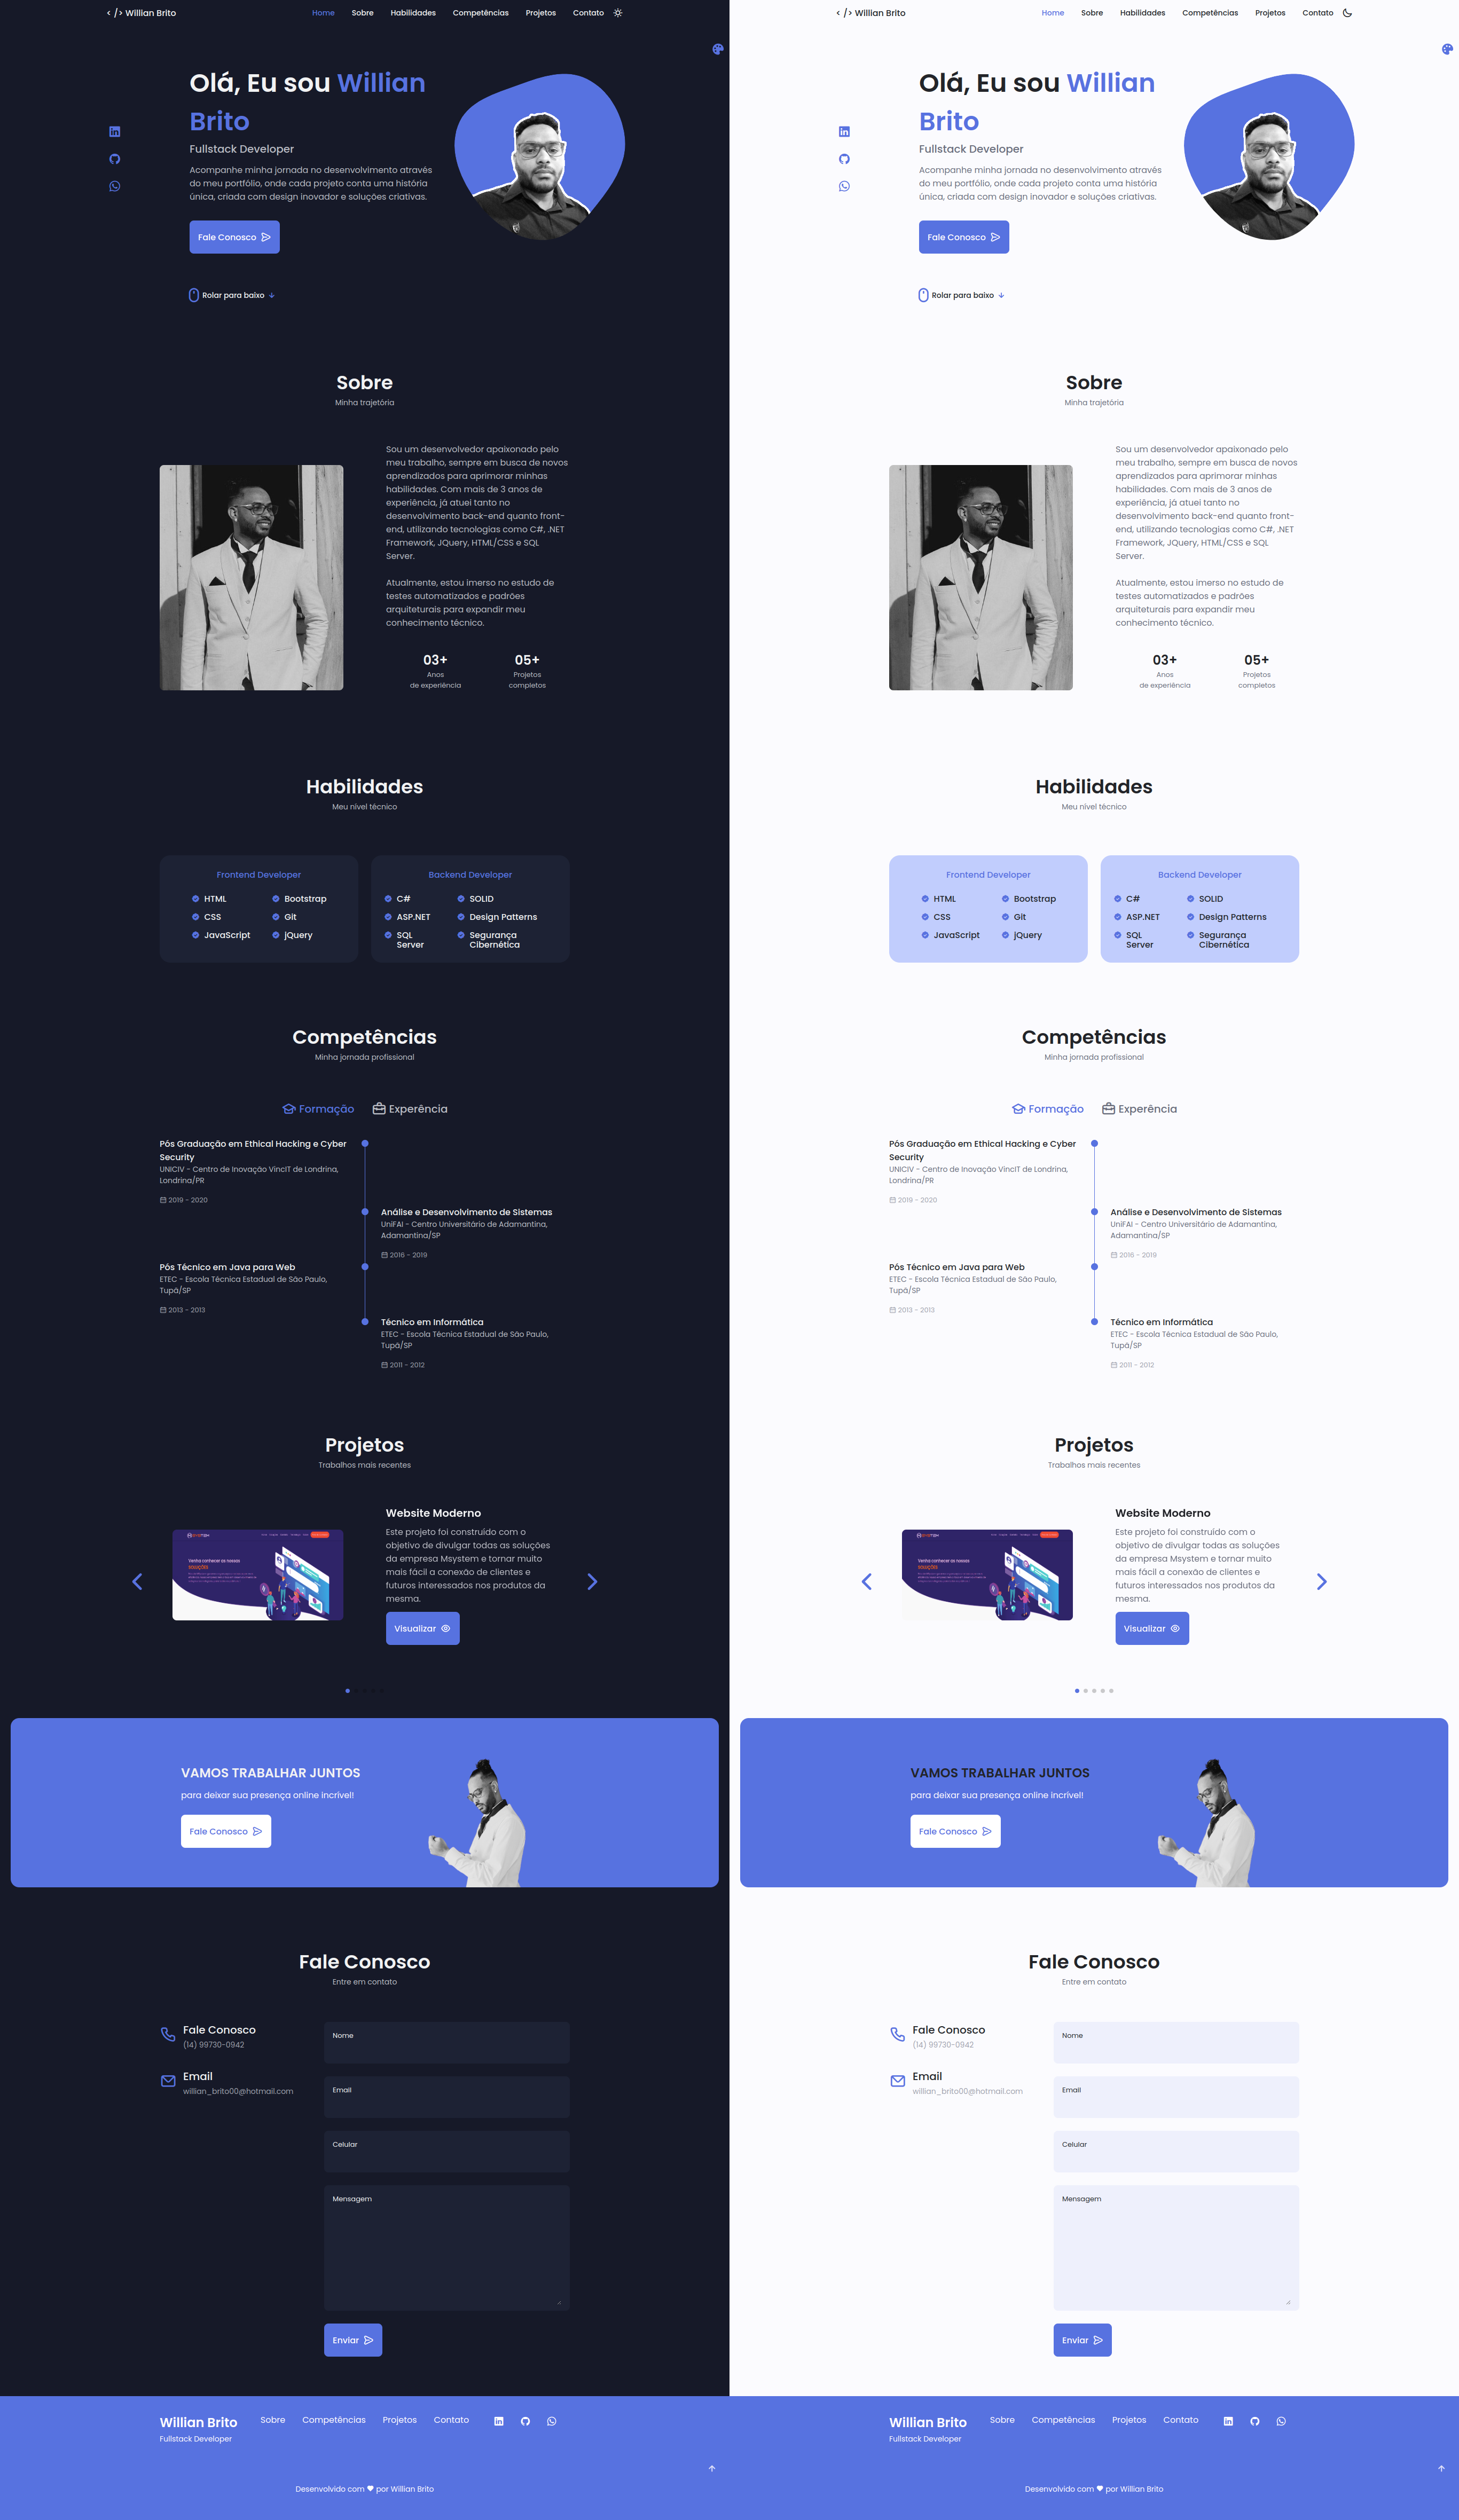 < /> Willian Brito
Home Sobre Habilidades Competências Projetos Contato
Olá, Eu sou Willian
Brito
Fullstack Developer
Acompanhe minha jornada no desenvolvimento através
do meu portfólio, onde cada projeto conta uma história
única, criada com design inovador e soluções criativas.
Fale Conosco
Rolar para baixo
Sobre
Minha trajetória
Sou um desenvolvedor apaixonado pelo
meu trabalho, sempre em busca de novos
aprendizados para aprimorar minhas
habilidades. Com mais de 3 anos de
experiência, já atuei tanto no
desenvolvimento back-end quanto front-
end, utilizando tecnologias como C#, .NET
Framework, JQuery, HTML/CSS e SQL
Server.
Atualmente, estou imerso no estudo de
testes automatizados e padrões
arquiteturais para expandir meu
conhecimento técnico.
03+ 05+
Anos Projetos
de experiência completos
Habilidades
Meu nível técnico
Frontend Developer
HTML Bootstrap
CSS Git
JavaScript jQuery
Backend Developer
C# SOLID
ASP.NET Design Patterns
SQL Segurança
Server Cibernética
Competências
Minha jornada profissional
Formação Experência
Pós Graduação em Ethical Hacking e Cyber
Security
UNICIV - Centro de Inovação VincIT de Londrina,
Londrina/PR
2019 - 2020
Análise e Desenvolvimento de Sistemas
UniFAI - Centro Universitário de Adamantina,
Adamantina/SP
2016 - 2019
Pós Técnico em Java para Web
ETEC - Escola Técnica Estadual de São Paulo,
Tupã/SP
2013 - 2013
Técnico em Informática
ETEC - Escola Técnica Estadual de São Paulo,
Tupã/SP
2011 - 2012
Projetos
Trabalhos mais recentes
Venha conhecer as nossas
soluções
Website Moderno
Este projeto foi construído com o
objetivo de divulgar todas as soluções
da empresa Msystem e tornar muito
mais fácil a conexão de clientes e
futuros interessados nos produtos da
mesma.
Visualizar
VAMOS TRABALHAR JUNTOS
para deixar sua presença online incrível!
Fale Conosco
Fale Conosco
Entre em contato
Fale Conosco
(14) 99730-0942
Email
willian_brito00@hotmail.com
Nome
Email
Celular
Mensagem
Enviar
Willian Brito
Fullstack Developer
Sobre Competências Projetos Contato
Desenvolvido com por Willian Brito
< /> Willian Brito
Home Sobre Habilidades Competências Projetos Contato
Olá, Eu sou Willian
Brito
Fullstack Developer
Acompanhe minha jornada no desenvolvimento através
do meu portfólio, onde cada projeto conta uma história
única, criada com design inovador e soluções criativas.
Fale Conosco
Rolar para baixo
Sobre
Minha trajetória
Sou um desenvolvedor apaixonado pelo
meu trabalho, sempre em busca de novos
aprendizados para aprimorar minhas
habilidades. Com mais de 3 anos de
experiência, já atuei tanto no
desenvolvimento back-end quanto front-
end, utilizando tecnologias como C#, .NET
Framework, JQuery, HTML/CSS e SQL
Server.
Atualmente, estou imerso no estudo de
testes automatizados e padrões
arquiteturais para expandir meu
conhecimento técnico.
03+ 05+
Anos Projetos
de experiência completos
Habilidades
Meu nível técnico
Frontend Developer
HTML Bootstrap
CSS Git
JavaScript jQuery
Backend Developer
C# SOLID
ASP.NET Design Patterns
SQL Segurança
Server Cibernética
Competências
Minha jornada profissional
Formação Experência
Pós Graduação em Ethical Hacking e Cyber
Security
UNICIV - Centro de Inovação VincIT de Londrina,
Londrina/PR
2019 - 2020
Análise e Desenvolvimento de Sistemas
UniFAI - Centro Universitário de Adamantina,
Adamantina/SP
2016 - 2019
Pós Técnico em Java para Web
ETEC - Escola Técnica Estadual de São Paulo,
Tupã/SP
2013 - 2013
Técnico em Informática
ETEC - Escola Técnica Estadual de São Paulo,
Tupã/SP
2011 - 2012
Projetos
Trabalhos mais recentes
Venha conhecer as nossas
soluções
Website Moderno
Este projeto foi construído com o
objetivo de divulgar todas as soluções
da empresa Msystem e tornar muito
mais fácil a conexão de clientes e
futuros interessados nos produtos da
mesma.
Visualizar
VAMOS TRABALHAR JUNTOS
para deixar sua presença online incrível!
Fale Conosco
Fale Conosco
Entre em contato
Fale Conosco
(14) 99730-0942
Email
willian_brito00@hotmail.com
Nome
Email
Celular
Mensagem
Enviar
Willian Brito
Fullstack Developer
Sobre Competências Projetos Contato
Desenvolvido com por Willian Brito